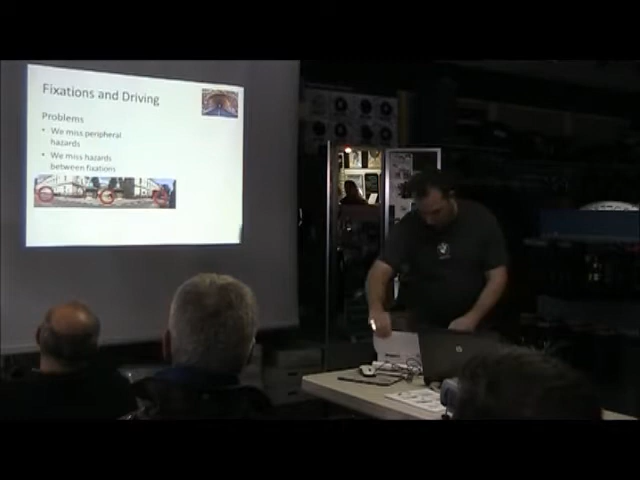 Fixations and Driving
Problems
• We miss peripheral
hazards
• We miss hazards
between fixations